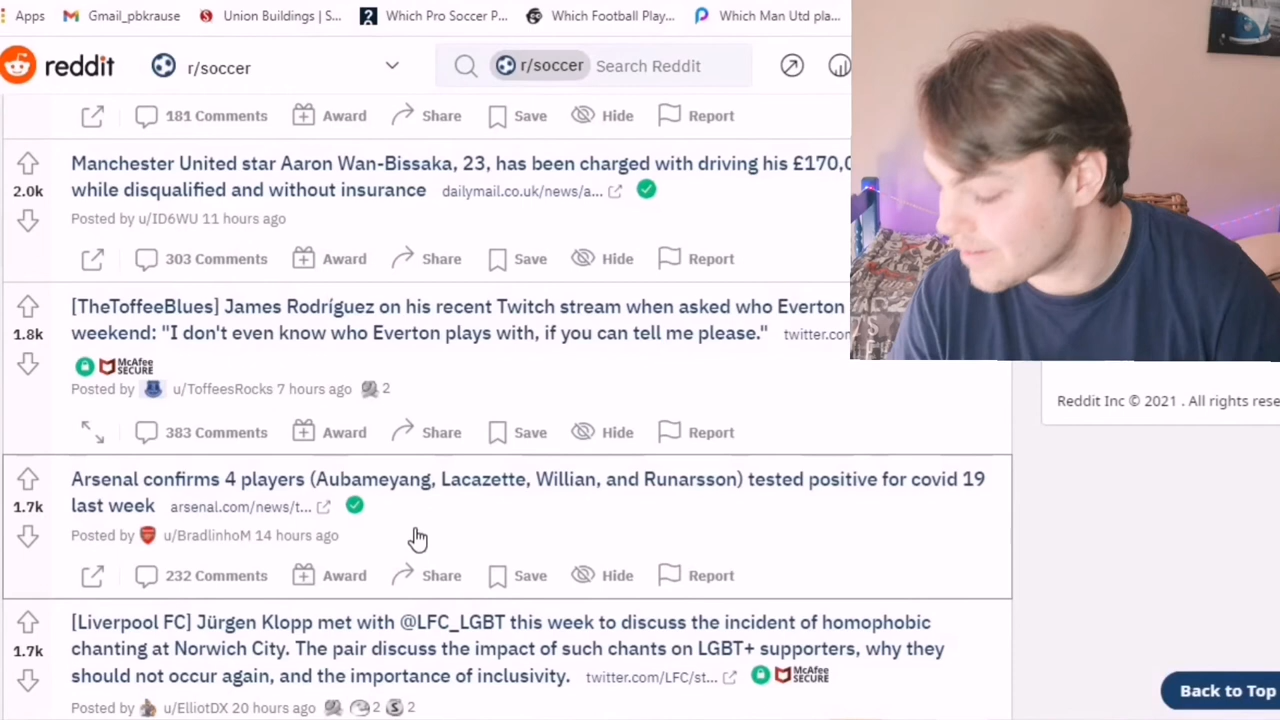 Apps Gmail_pbkrause Union Buildings | S... Which Pro Soccer P... Which Football Play... Which Man Utd pla...
reddit r/soccer r/soccer Search Reddit
181 Comments Award Share Save Hide Report
Manchester United star Aaron Wan-Bissaka, 23, has been charged with driving his £170,0
2.0k while disqualified and without insurance dailymail.co.uk/news/a...
Posted by u/ID6WU 11 hours ago
303 Comments Award Share Save Hide Report
[TheToffeeBlues] James Rodríguez on his recent Twitch stream when asked who Everton
1.8k weekend: "I don't even know who Everton plays with, if you can tell me please." twitter.com
McAfee
SECURE
Posted by u/ToffeesRocks 7 hours ago 2
383 Comments Award Share Save Hide Report
Reddit Inc © 2021 . All rights rese
Arsenal confirms 4 players (Aubameyang, Lacazette, Willian, and Runarsson) tested positive for covid 19
1.7k last week arsenal.com/news/t...
Posted by u/BradlinhoM 14 hours ago
232 Comments Award Share Save Hide Report
[Liverpool FC] Jürgen Klopp met with @LFC_LGBT this week to discuss the incident of homophobic
1.7k chanting at Norwich City. The pair discuss the impact of such chants on LGBT+ supporters, why they
should not occur again, and the importance of inclusivity. twitter.com/LFC/st... McAfee
SECURE
Posted by u/ElliotDX 20 hours ago 2 2
Back to Top